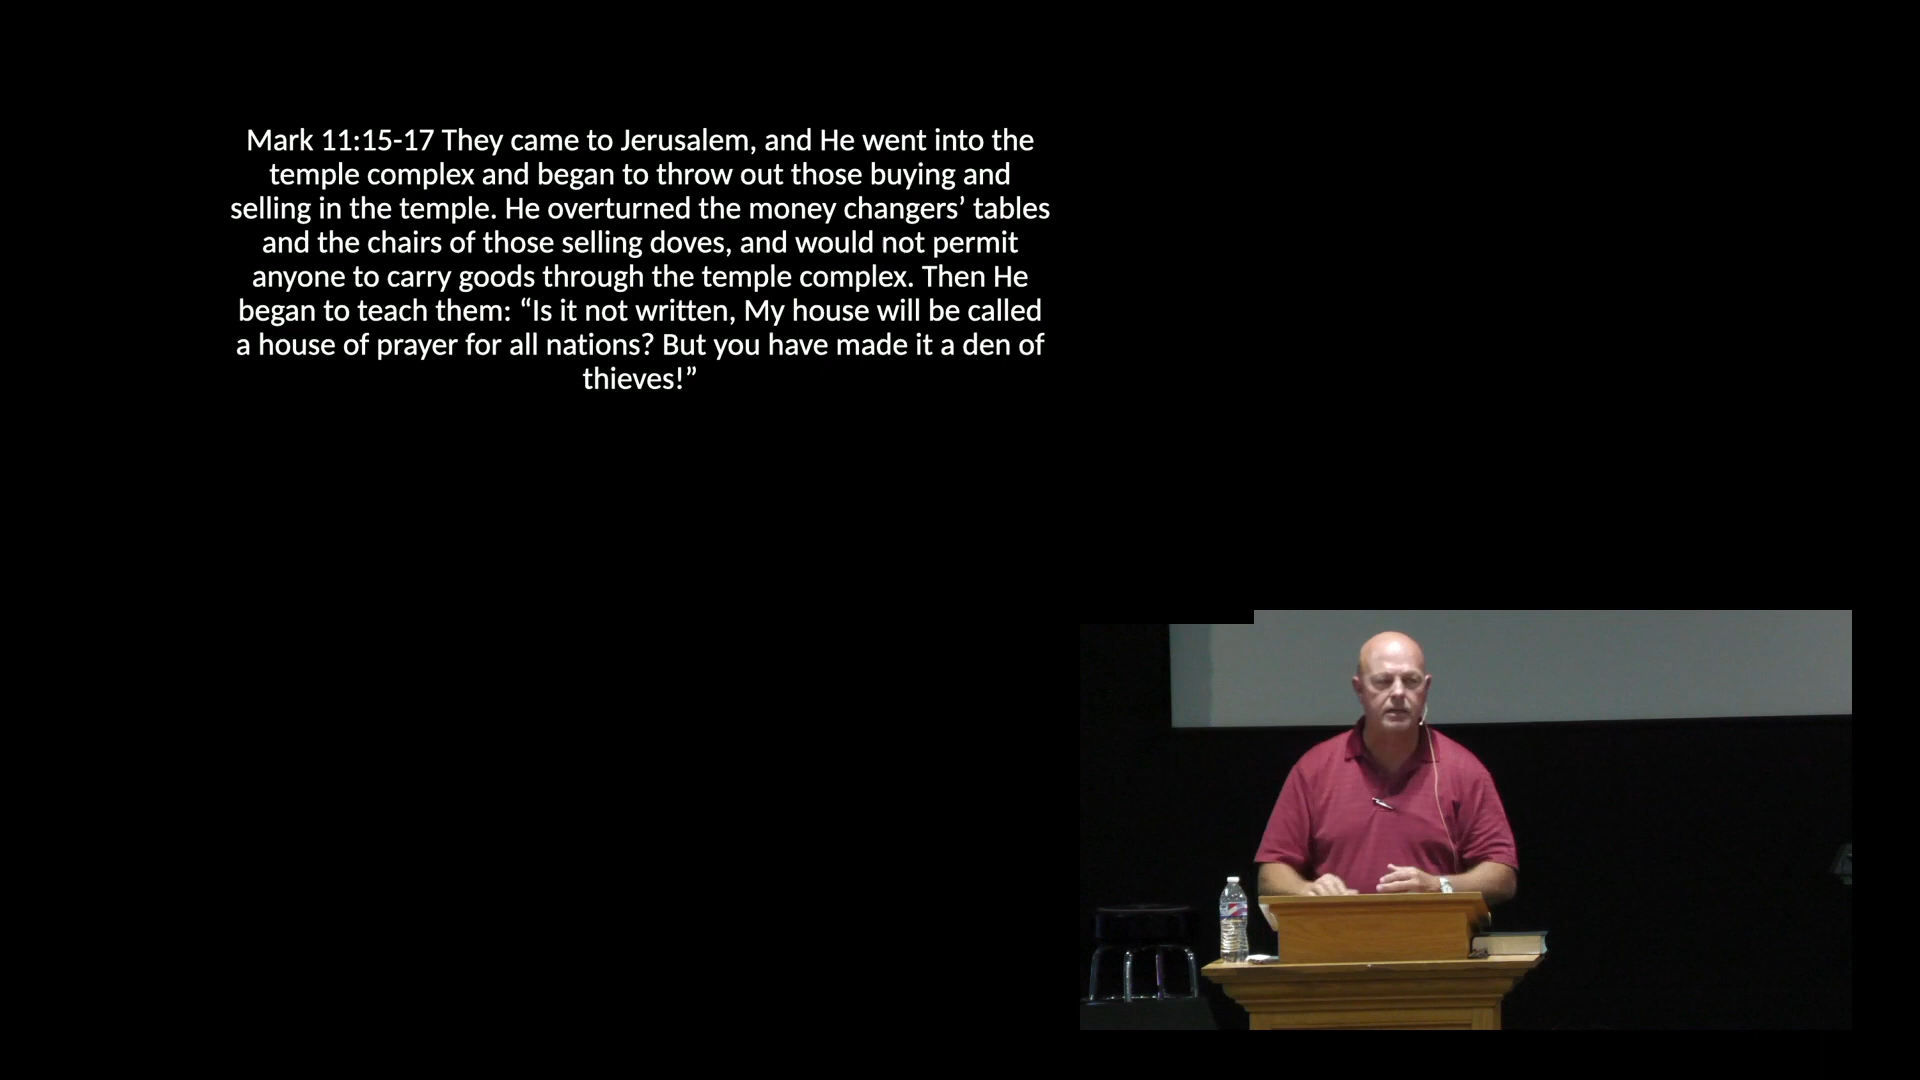 Mark 11:15-17 They came to Jerusalem, and He went into the
temple complex and began to throw out those buying and
selling in the temple. He overturned the money changers’ tables
and the chairs of those selling doves, and would not permit
anyone to carry goods through the temple complex. Then He
began to teach them: “Is it not written, My house will be called
a house of prayer for all nations? But you have made it a den of
thieves!”